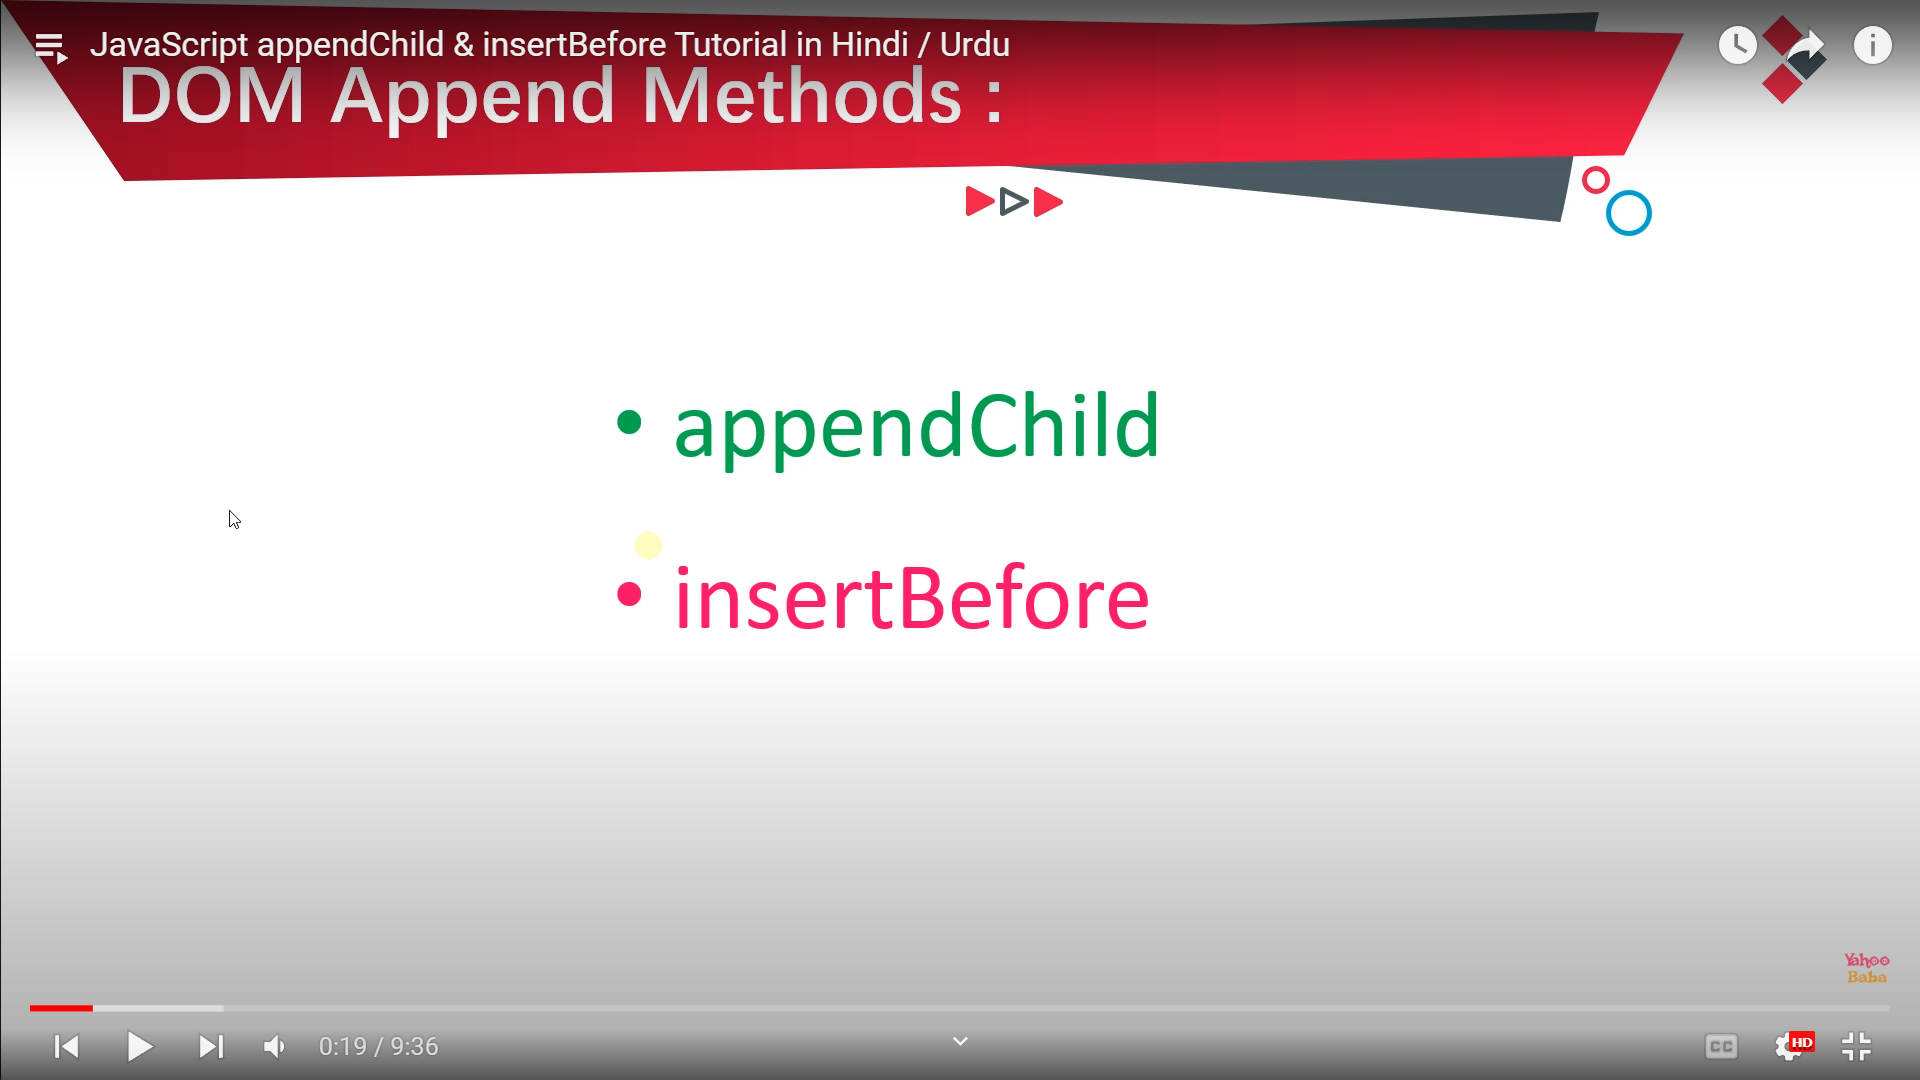 JavaScript appendChild & insertBefore Tutorial in Hindi / Urdu
DOM Append Methods :
• appendChild
• insertBefore
Yahoo
Baba
0:19 / 9:36
CC
HD